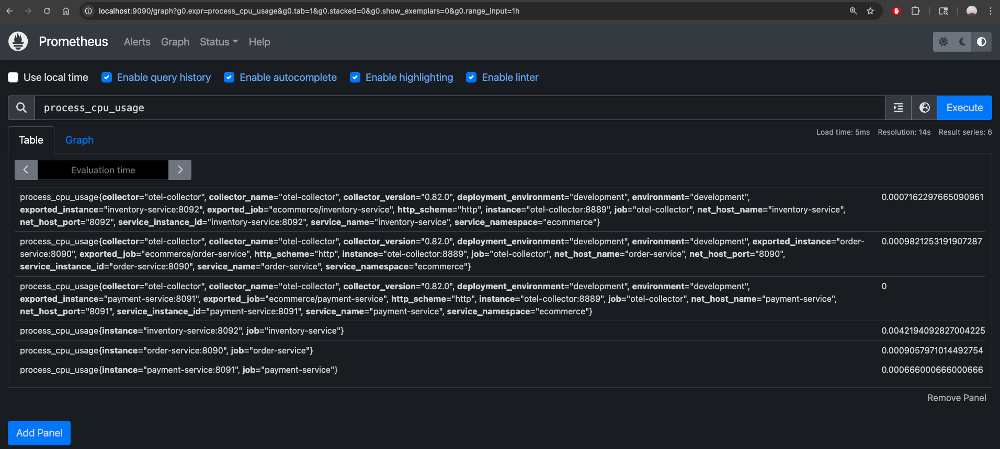 localhost:9090/graph?g0.expr=process_cpu_usage&g0.tab=1&g0.stacked=0&g0.show_exemplars=0&g0.range_input=1h
Prometheus Alerts Graph Status Help
Use local time Enable query history Enable autocomplete Enable highlighting Enable linter
process_cpu_usage Execute
Table Graph Load time: 5ms Resolution: 14s Result series: 6
Evaluation time
process_cpu_usage{collector="otel-collector", collector_name="otel-collector", collector_version="0.82.0", deployment_environment="development", environment="development", 0.0007162297665090961
exported_instance="inventory-service:8092", exported_job="ecommerce/inventory-service", http_scheme="http", instance="otel-collector:8889", job="otel-collector", net_host_name="inventory-service",
net_host_port="8092", service_instance_id="inventory-service:8092", service_name="inventory-service", service_namespace="ecommerce"}
process_cpu_usage{collector="otel-collector", collector_name="otel-collector", collector_version="0.82.0", deployment_environment="development", environment="development", exported_instance="order- 0.0009821253191907287
service:8090", exported_job="ecommerce/order-service", http_scheme="http", instance="otel-collector:8889", job="otel-collector", net_host_name="order-service", net_host_port="8090",
service_instance_id="order-service:8090", service_name="order-service", service_namespace="ecommerce"}
process_cpu_usage{collector="otel-collector", collector_name="otel-collector", collector_version="0.82.0", deployment_environment="development", environment="development", 0
exported_instance="payment-service:8091", exported_job="ecommerce/payment-service", http_scheme="http", instance="otel-collector:8889", job="otel-collector", net_host_name="payment-service",
net_host_port="8091", service_instance_id="payment-service:8091", service_name="payment-service", service_namespace="ecommerce"}
process_cpu_usage{instance="inventory-service:8092", job="inventory-service"} 0.0042194092827004225
process_cpu_usage{instance="order-service:8090", job="order-service"} 0.0009057971014492754
process_cpu_usage{instance="payment-service:8091", job="payment-service"} 0.000666000666000666
Remove Panel
Add Panel